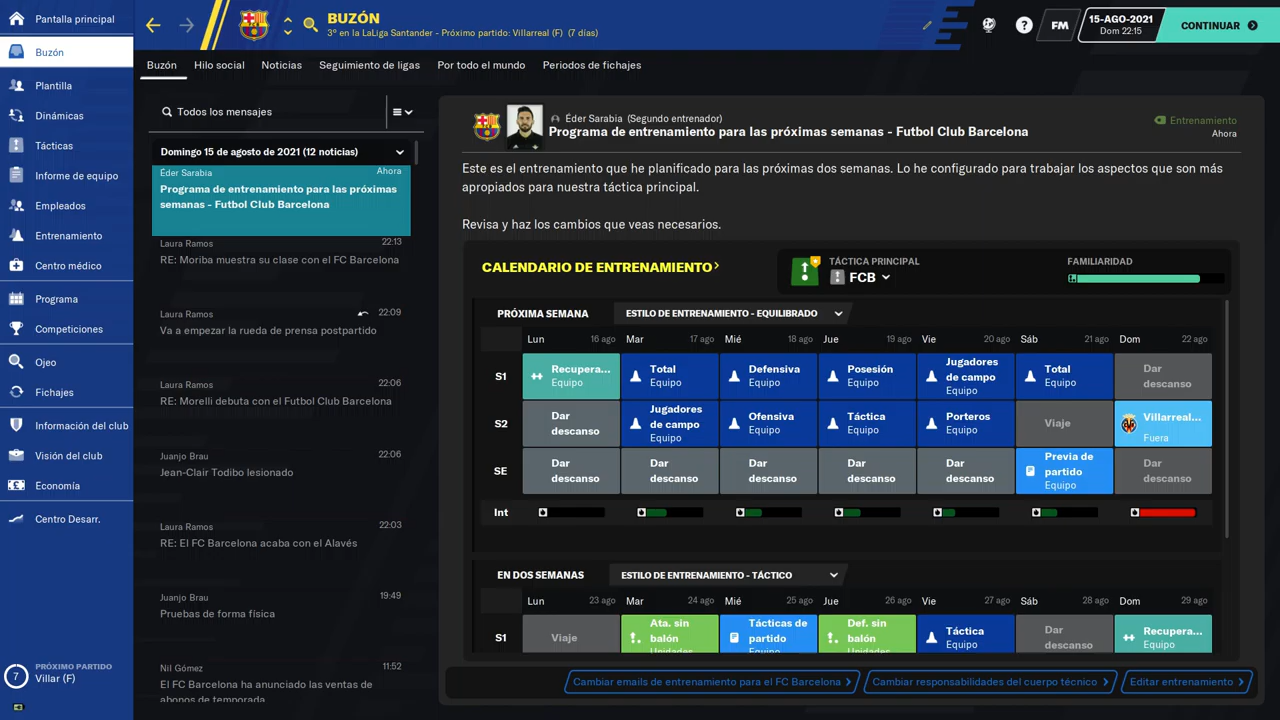 Pantalla principal
Buzón
Plantilla
Dinámicas
Tácticas
Informe de equipo
Empleados
Entrenamiento
Centro médico
Programa
Competiciones
Ojeo
Fichajes
Información del club
Visión del club
Economía
Centro Desarr.
7
PRÓXIMO PARTIDO
Villar (F)
BUZÓN
3º en la LaLiga Santander - Próximo partido: Villarreal (F) (7 días)
FM
15-AGO-2021
Dom 22:15
CONTINUAR
Buzón
Hilo social
Noticias
Seguimiento de ligas
Por todo el mundo
Periodos de fichajes
Todos los mensajes
Domingo 15 de agosto de 2021 (12 noticias)
Éder Sarabia Ahora
Programa de entrenamiento para las próximas
semanas - Futbol Club Barcelona
Laura Ramos 22:13
RE: Moriba muestra su clase con el FC Barcelona
Laura Ramos 22:09
Va a empezar la rueda de prensa postpartido
Laura Ramos 22:06
RE: Morelli debuta con el Futbol Club Barcelona
Juanjo Brau 22:06
Jean-Clair Todibo lesionado
Laura Ramos 22:03
RE: El FC Barcelona acaba con el Alavés
Juanjo Brau 19:49
Pruebas de forma física
Nil Gómez 11:52
El FC Barcelona ha anunciado las ventas de
abonos de temporada
Éder Sarabia (Segundo entrenador)
Programa de entrenamiento para las próximas semanas - Futbol Club Barcelona
Entrenamiento
Ahora
Este es el entrenamiento que he planificado para las próximas dos semanas. Lo he configurado para trabajar los aspectos que son más
apropiados para nuestra táctica principal.
Revisa y haz los cambios que veas necesarios.
CALENDARIO DE ENTRENAMIENTO
TÁCTICA PRINCIPAL
FCB
FAMILIARIDAD
PRÓXIMA SEMANA
ESTILO DE ENTRENAMIENTO - EQUILIBRADO
Lun 16 ago Mar 17 ago Mié 18 ago Jue 19 ago Vie 20 ago Sáb 21 ago Dom 22 ago
S1
Recupera...
Equipo
Total
Equipo
Defensiva
Equipo
Posesión
Equipo
Jugadores
de campo
Equipo
Total
Equipo
Dar
descanso
S2
Dar
descanso
Jugadores
de campo
Equipo
Ofensiva
Equipo
Táctica
Equipo
Porteros
Equipo
Viaje
Villarreal...
Fuera
SE
Dar
descanso
Dar
descanso
Dar
descanso
Dar
descanso
Dar
descanso
Previa de
partido
Equipo
Dar
descanso
Int
EN DOS SEMANAS
ESTILO DE ENTRENAMIENTO - TÁCTICO
Lun 23 ago Mar 24 ago Mié 25 ago Jue 26 ago Vie 27 ago Sáb 28 ago Dom 29 ago
S1
Viaje
Ata. sin
balón
Unidades
Tácticas de
partido
Equipo
Def. sin
balón
Unidades
Táctica
Equipo
Dar
descanso
Recupera...
Equipo
Cambiar emails de entrenamiento para el FC Barcelona
Cambiar responsabilidades del cuerpo técnico
Editar entrenamiento